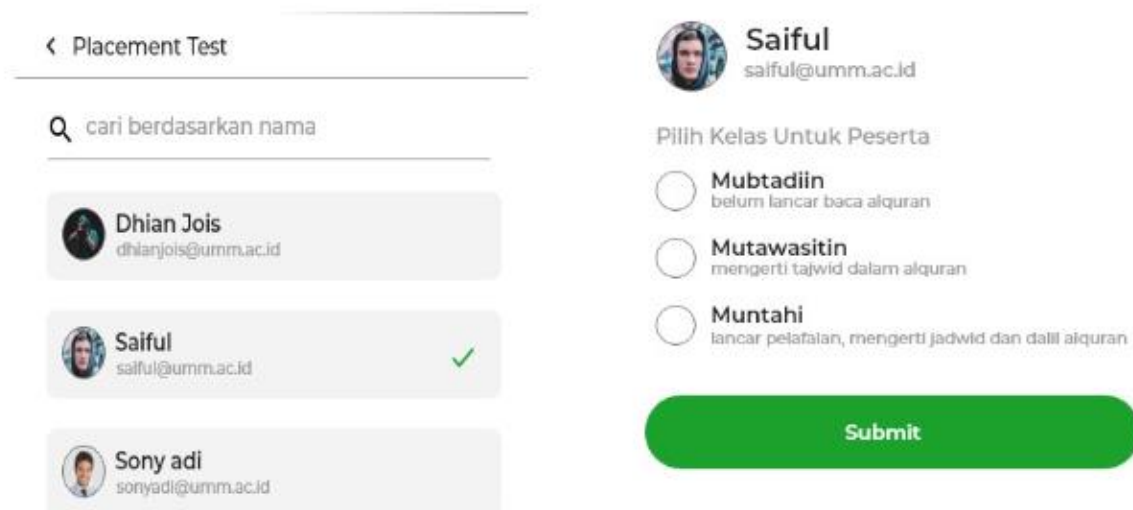 Placement Test
cari berdasarkan nama
Dhian Jois
dhianjois@umm.ac.id
Saiful
saiful@umm.ac.id
Sony adi
sonyadi@umm.ac.id
Saiful
saiful@umm.ac.id
Pilih Kelas Untuk Peserta
Mubtadiin
belum lancar baca alquran
Mutawasitin
mengerti tajwid dalam alquran
Muntahi
lancar pelafalan, mengerti jadwid dan dalil alquran
Submit